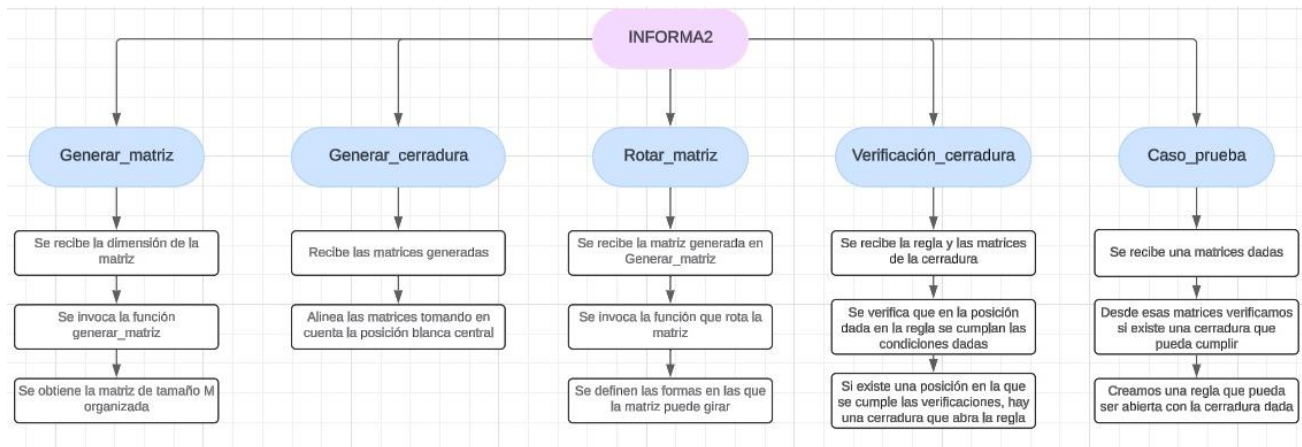 INFORMA2
Generar_matriz
Generar_cerradura
Rotar_matriz
Verificación_cerradura
Caso_prueba
Se recibe la dimensión de la
matriz
Se invoca la función
generar_matriz
Se obtiene la matriz de tamaño M
organizada
Recibe las matrices generadas
Alinea las matrices tomando en
cuenta la posición blanca central
Se recibe la matriz generada en
Generar_matriz
Se invoca la función que rota la
matriz
Se definen las formas en las que
la matriz puede girar
Se recibe la regla y las matrices
de la cerradura
Se verifica que en la posición
dada en la regla se cumplan las
condiciones dadas
Si existe una posición en la que
se cumple las verificaciones, hay
una cerradura que abra la regla
Se recibe una matrices dadas
Desde esas matrices verificamos
si existe una cerradura que
pueda cumplir
Creamos una regla que pueda
ser abierta con la cerradura dada